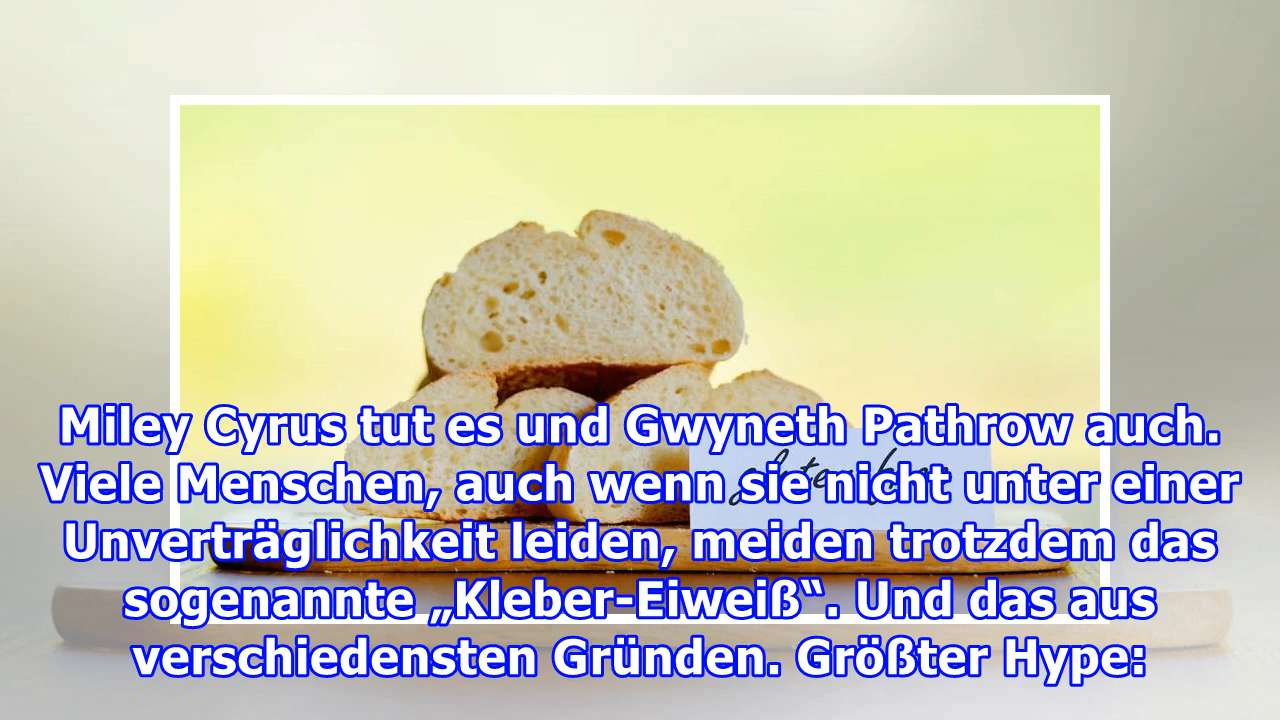 Miley Cyrus tut es und Gwyneth Pathrow auch.
Viele Menschen, auch wenn sie nicht unter einer
Unverträglichkeit leiden, meiden trotzdem das
sogenannte „Kleber-Eiweiß“. Und das aus
verschiedensten Gründen. Größter Hype: